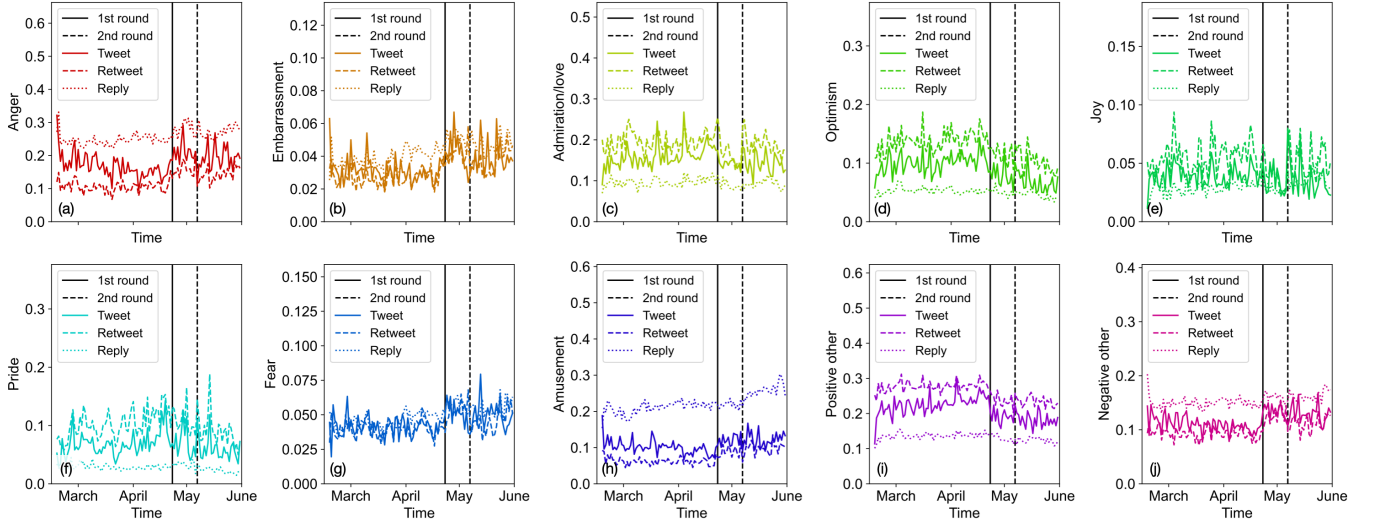 1st round
2nd round
Tweet
Retweet
Reply
0.6
0.5
0.4
0.3
0.2
0.1
0.0
Anger
(a)
Time
1st round
2nd round
Tweet
Retweet
Reply
0.12
0.10
0.08
0.06
0.04
0.02
0.00
Embarrassment
(b)
Time
1st round
2nd round
Tweet
Retweet
Reply
0.5
0.4
0.3
0.2
0.1
0.0
Admiration/love
(c)
Time
1st round
2nd round
Tweet
Retweet
Reply
0.3
0.2
0.1
0.0
Optimism
(d)
Time
1st round
2nd round
Tweet
Retweet
Reply
0.15
0.10
0.05
0.00
Joy
(e)
Time
1st round
2nd round
Tweet
Retweet
Reply
0.3
0.2
0.1
0.0
Pride
(f)
March April May June
Time
1st round
2nd round
Tweet
Retweet
Reply
0.150
0.125
0.100
0.075
0.050
0.025
0.000
Fear
(g)
March April May June
Time
1st round
2nd round
Tweet
Retweet
Reply
0.6
0.5
0.4
0.3
0.2
0.1
0.0
Amusement
(h)
March April May June
Time
1st round
2nd round
Tweet
Retweet
Reply
0.6
0.5
0.4
0.3
0.2
0.1
0.0
Positive other
(i)
March April May June
Time
1st round
2nd round
Tweet
Retweet
Reply
0.4
0.3
0.2
0.1
0.0
Negative other
(j)
March April May June
Time